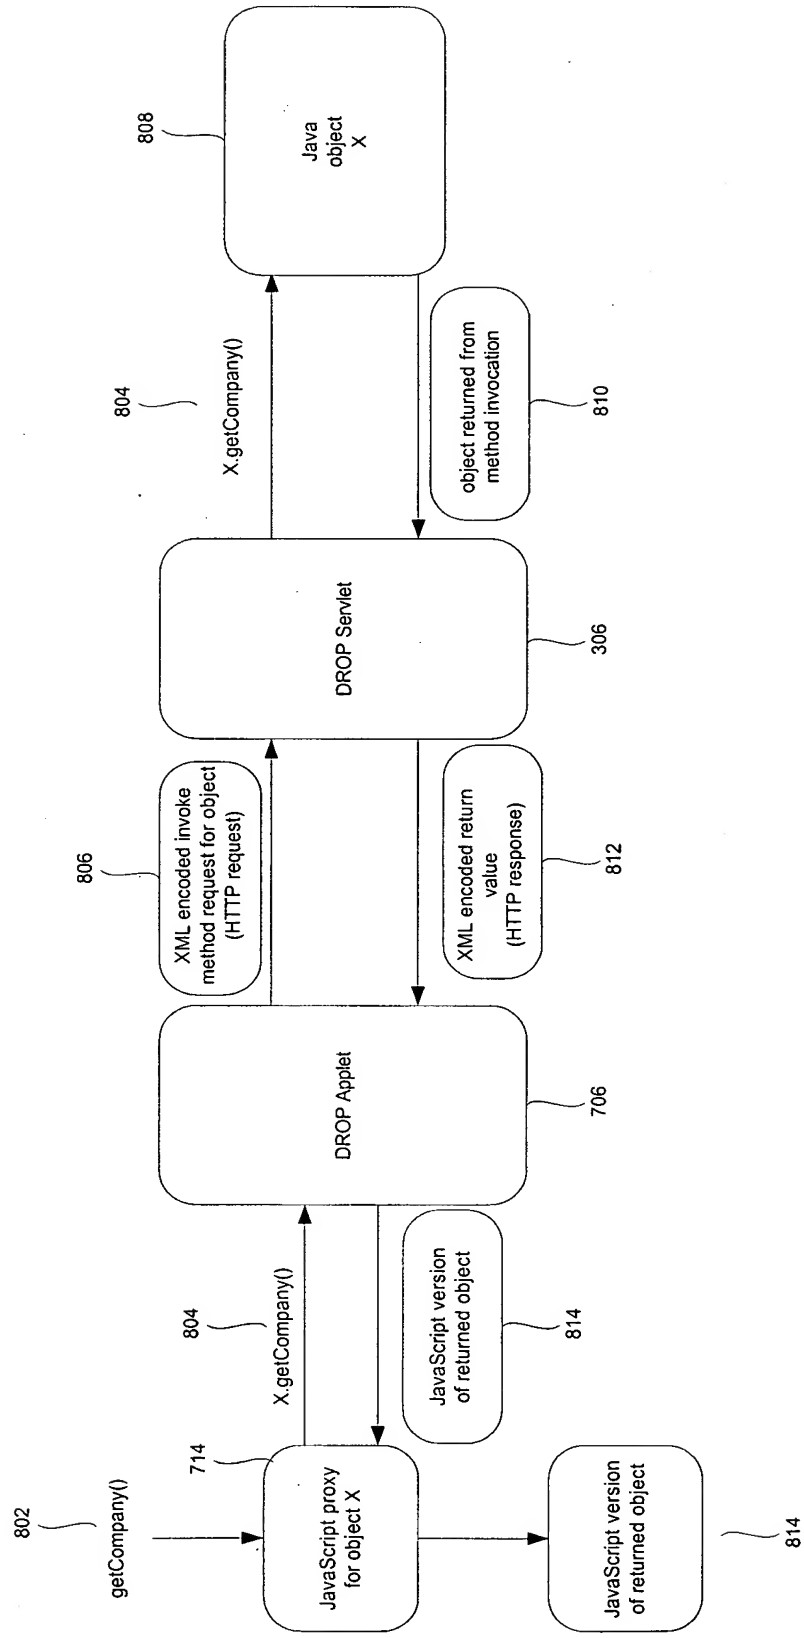 802
getCompany()
714
JavaScript proxy
for object X
JavaScript version
of returned object
814
804
X.getCompany()
JavaScript version
of returned object
814
DROP Applet
706
806
XML encoded invoke
method request for object
(HTTP request)
XML encoded return
value
(HTTP response)
812
DROP Servlet
306
804
X.getCompany()
object returned from
method invocation
810
808
Java
object
X